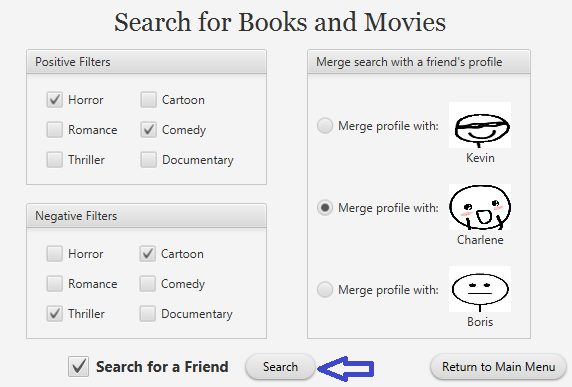 Search for Books and Movies
Positive Filters
Horror Cartoon
Romance Comedy
Thriller Documentary
Negative Filters
Horror Cartoon
Romance Comedy
Thriller Documentary
Merge search with a friend's profile
Merge profile with:
Kevin
Merge profile with:
Charlene
Merge profile with:
Boris
Search for a Friend Search Return to Main Menu